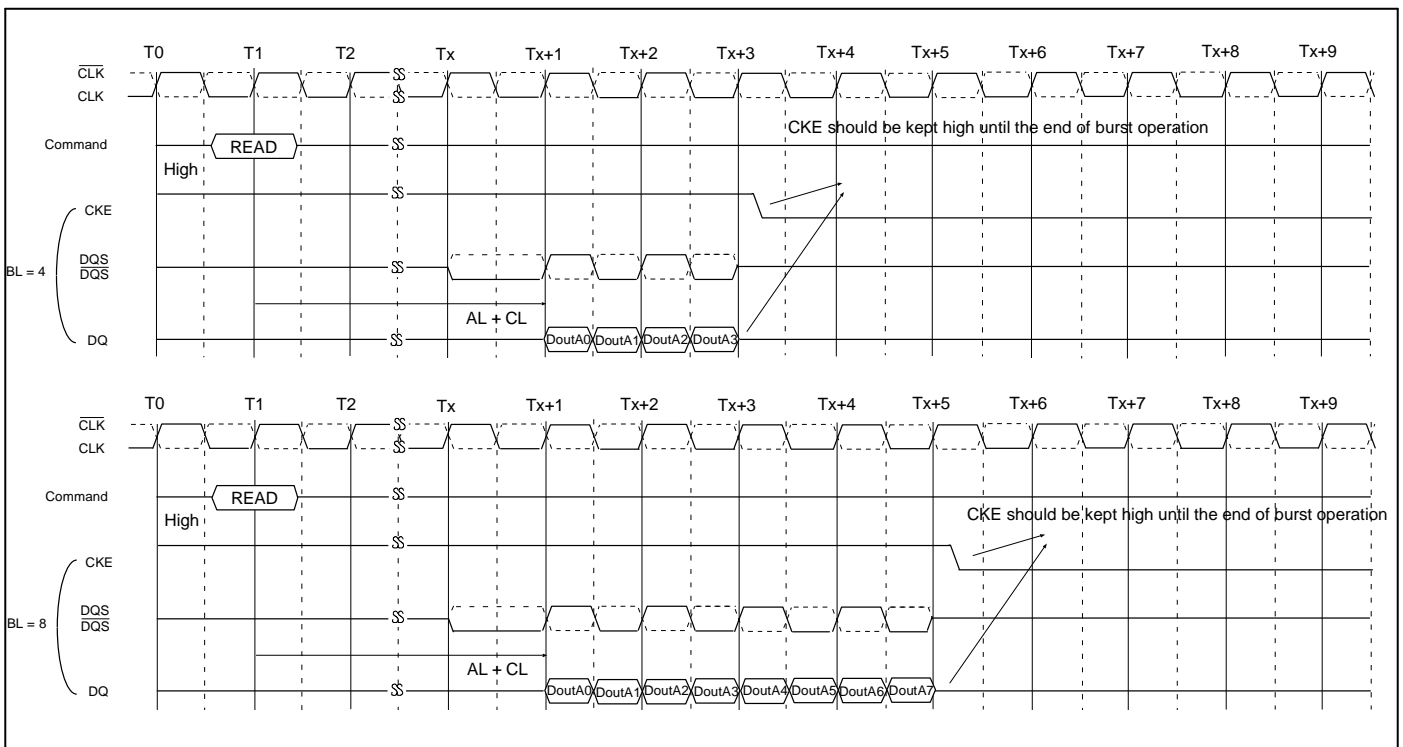 T0 T1 T2 Tx Tx+1 Tx+2 Tx+3 Tx+4 Tx+5 Tx+6 Tx+7 Tx+8 Tx+9
CLK
CLK
CKE should be kept high until the end of burst operation
Command READ
High
CKE
DQS
BL = 4
DQS
AL + CL
DQ DoutA0 DoutA1 DoutA2 DoutA3
T0 T1 T2 Tx Tx+1 Tx+2 Tx+3 Tx+4 Tx+5 Tx+6 Tx+7 Tx+8 Tx+9
CLK
CLK
Command READ
High
CKE should be kept high until the end of burst operation
CKE
DQS
BL = 8
DQS
AL + CL
DQ DoutA0 DoutA1 DoutA2 DoutA3 DoutA4 DoutA5 DoutA6 DoutA7